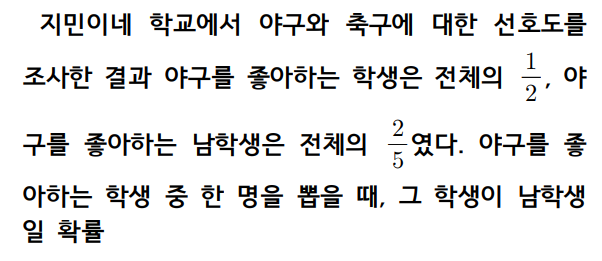 지민이네 학교에서 야구와 축구에 대한 선호도를
조사한 결과 야구를 좋아하는 학생은 전체의 1/2, 야
구를 좋아하는 남학생은 전체의 2/5였다. 야구를 좋
아하는 학생 중 한 명을 뽑을 때, 그 학생이 남학생
일 확률